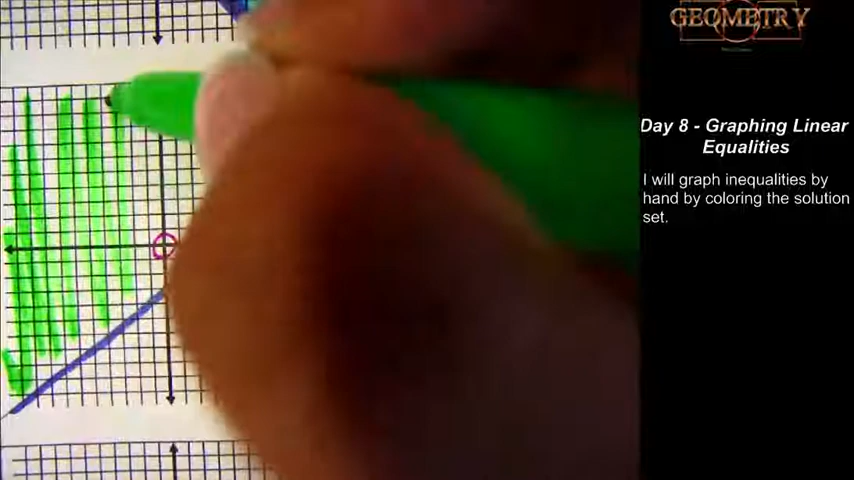 GEOMETRY
Day 8 - Graphing Linear
Equalities
I will graph inequalities by
hand by coloring the solution
set.